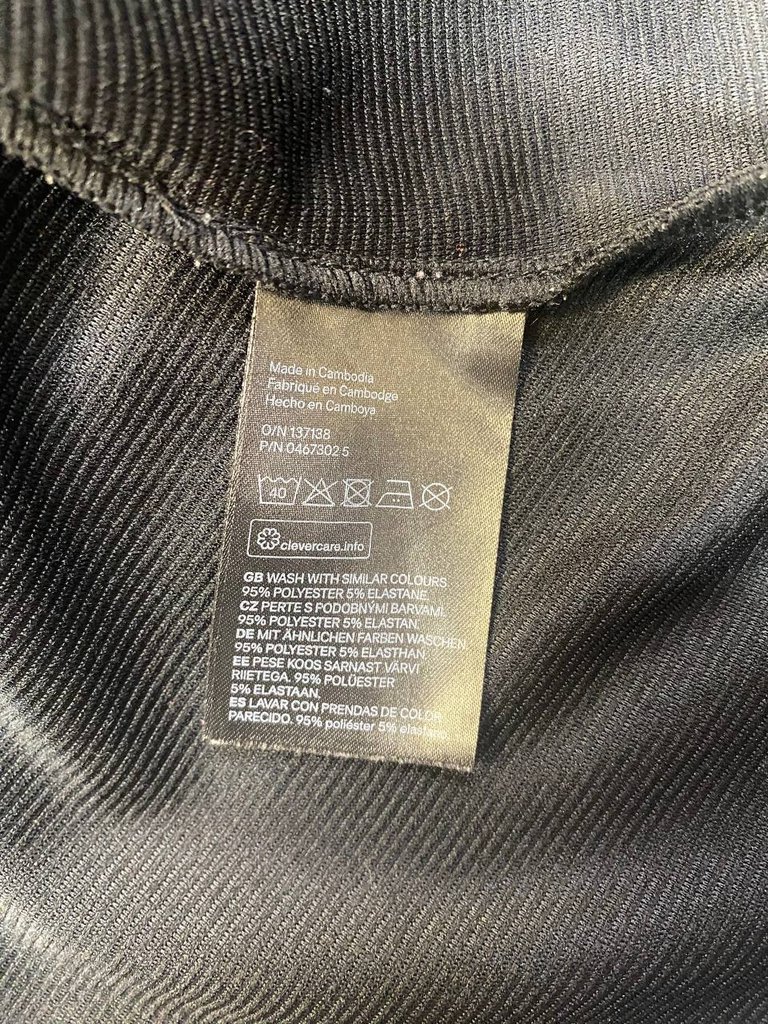 Made in Cambodia
Fabriqué en Cambodge
Hecho en Camboya
O/N 137138
P/N 0467302 5
40
clevercare.info
GB WASH WITH SIMILAR COLOURS
95% POLYESTER 5% ELASTANE
CZ PERTE S PODOBNÝMI BARVAMI.
95% POLYESTER 5% ELASTAN.
DE MIT ÄHNLICHEN FARBEN WASCHEN.
95% POLYESTER 5% ELASTHAN.
EE PESE KOOS SARNAST VÄRVI
RIIETEGA. 95% POLÜESTER
5% ELASTAAN.
ES LAVAR CON PRENDAS DE COLOR
PARECIDO. 95% poliéster 5% elastano